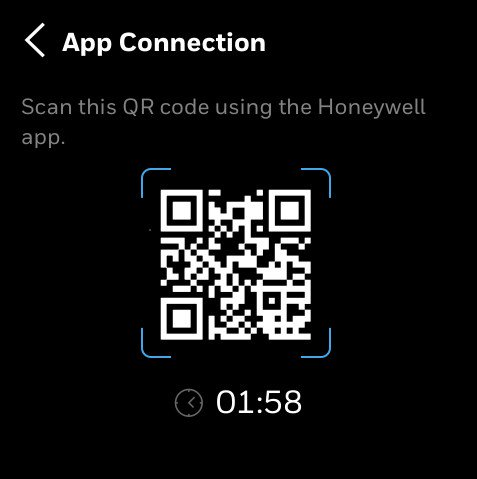 App Connection
Scan this QR code using the Honeywell
app.
01:58